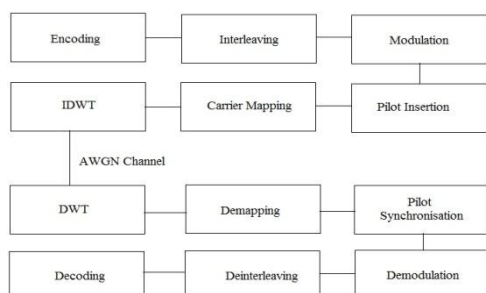 Encoding
Interleaving
Modulation
IDWT
Carrier Mapping
Pilot Insertion
AWGN Channel
DWT
Demapping
Pilot
Synchronisation
Decoding
Deinterleaving
Demodulation